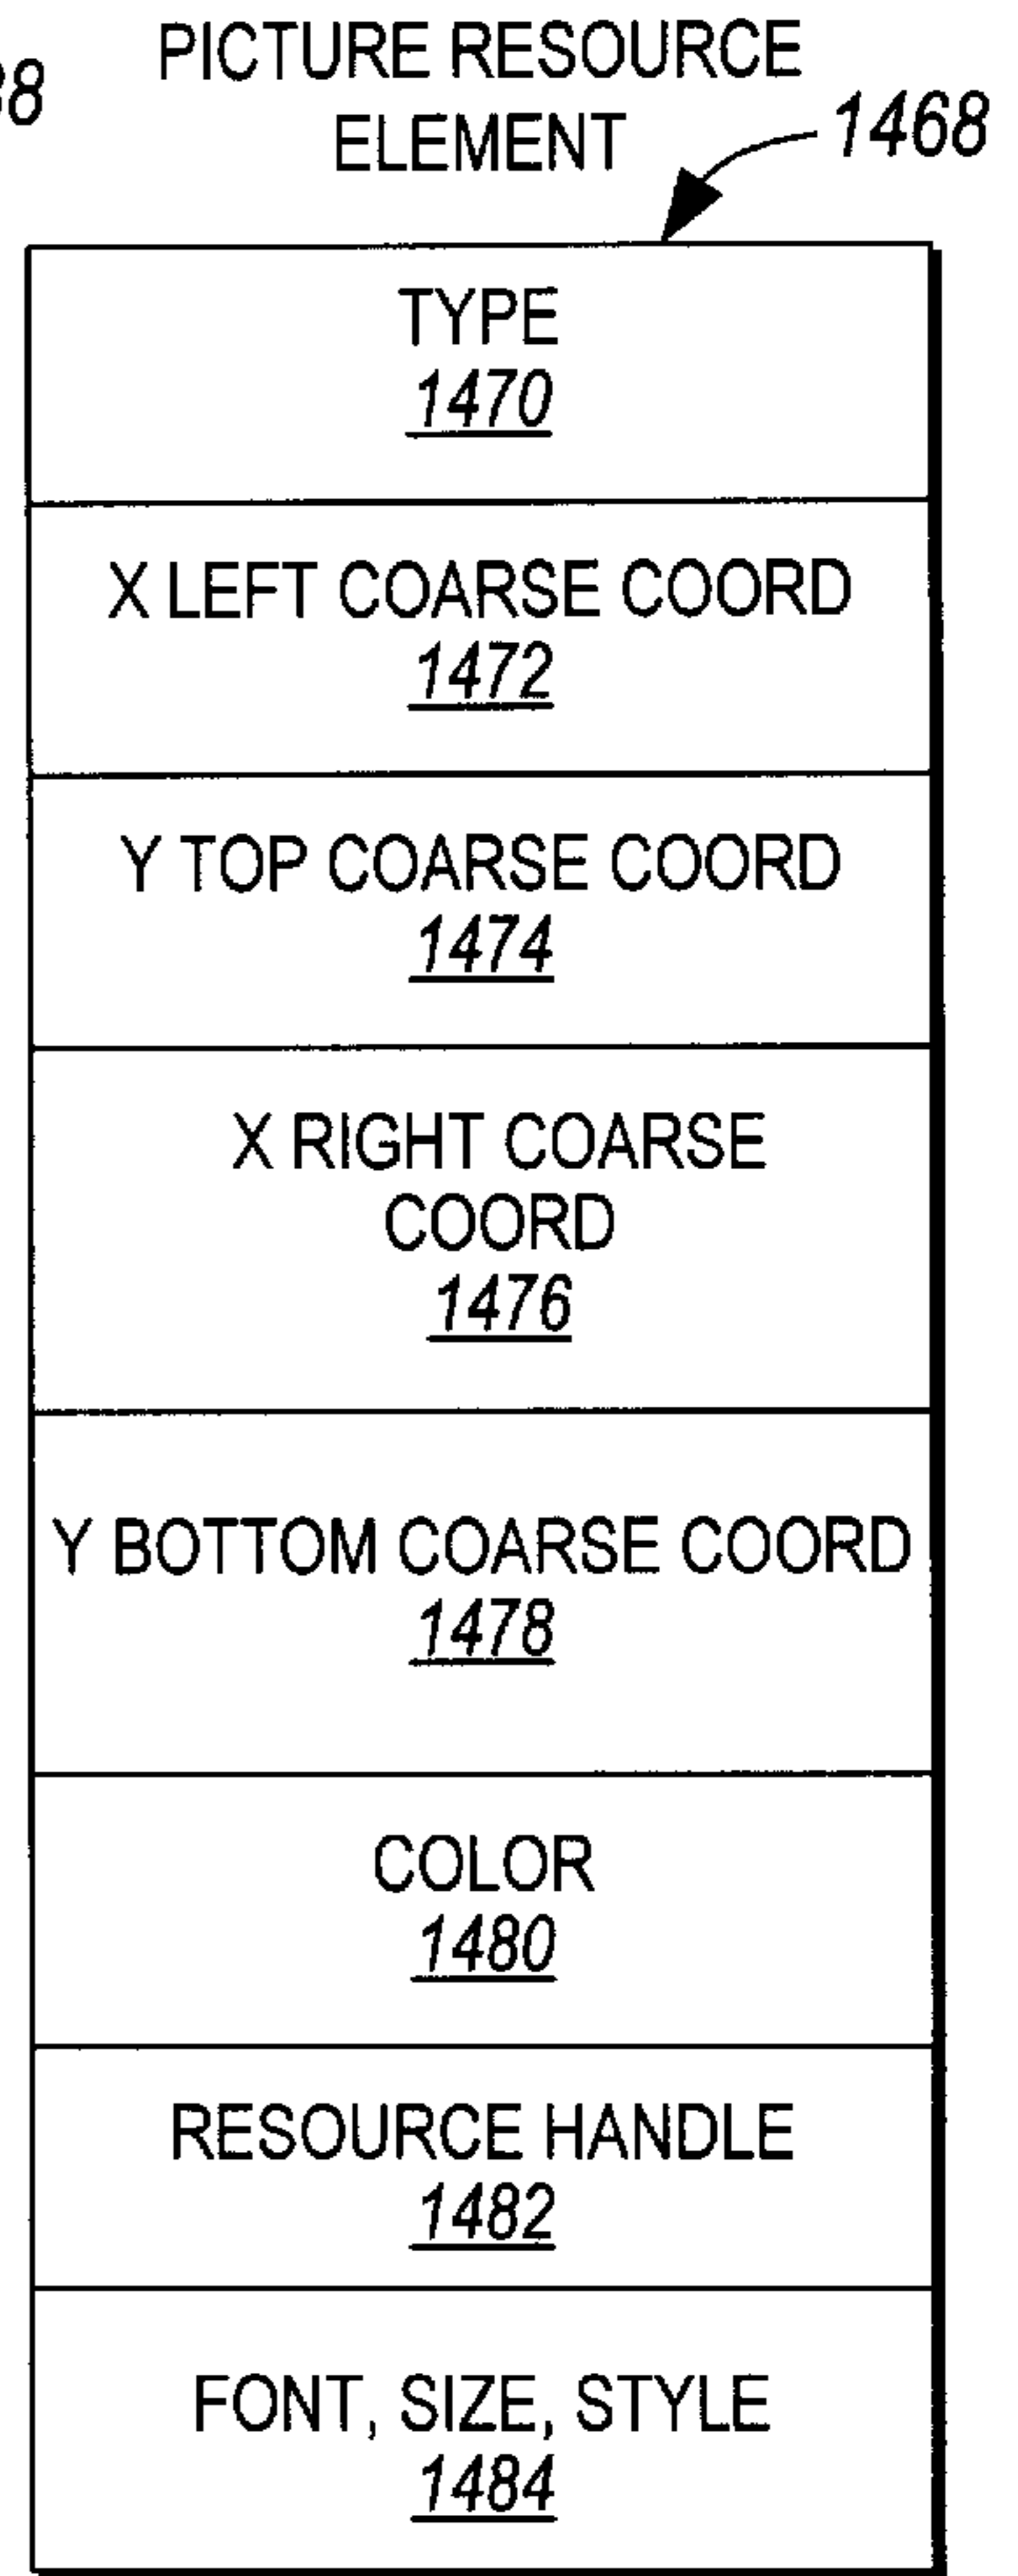 PICTURE RESOURCE
ELEMENT
1468
TYPE
1470
X LEFT COARSE COORD
1472
Y TOP COARSE COORD
1474
X RIGHT COARSE
COORD
1476
Y BOTTOM COARSE COORD
1478
COLOR
1480
RESOURCE HANDLE
1482
FONT, SIZE, STYLE
1484